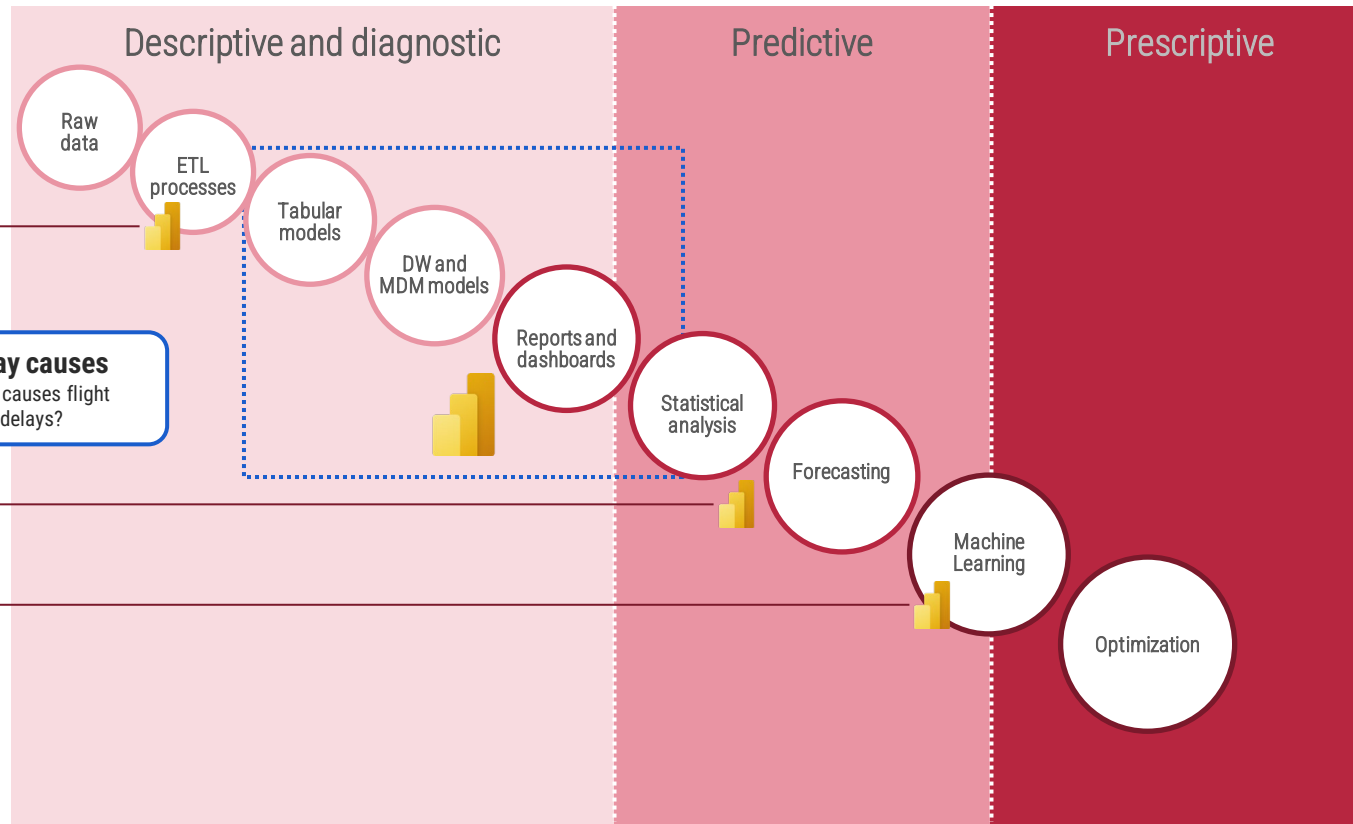 Descriptive and diagnostic
Predictive
Prescriptive
Raw
data
ETL
processes
Tabular
models
DW and
MDM models
Reports and
dashboards
Statistical
analysis
Forecasting
Machine
Learning
Optimization
ay causes
causes flight
delays?